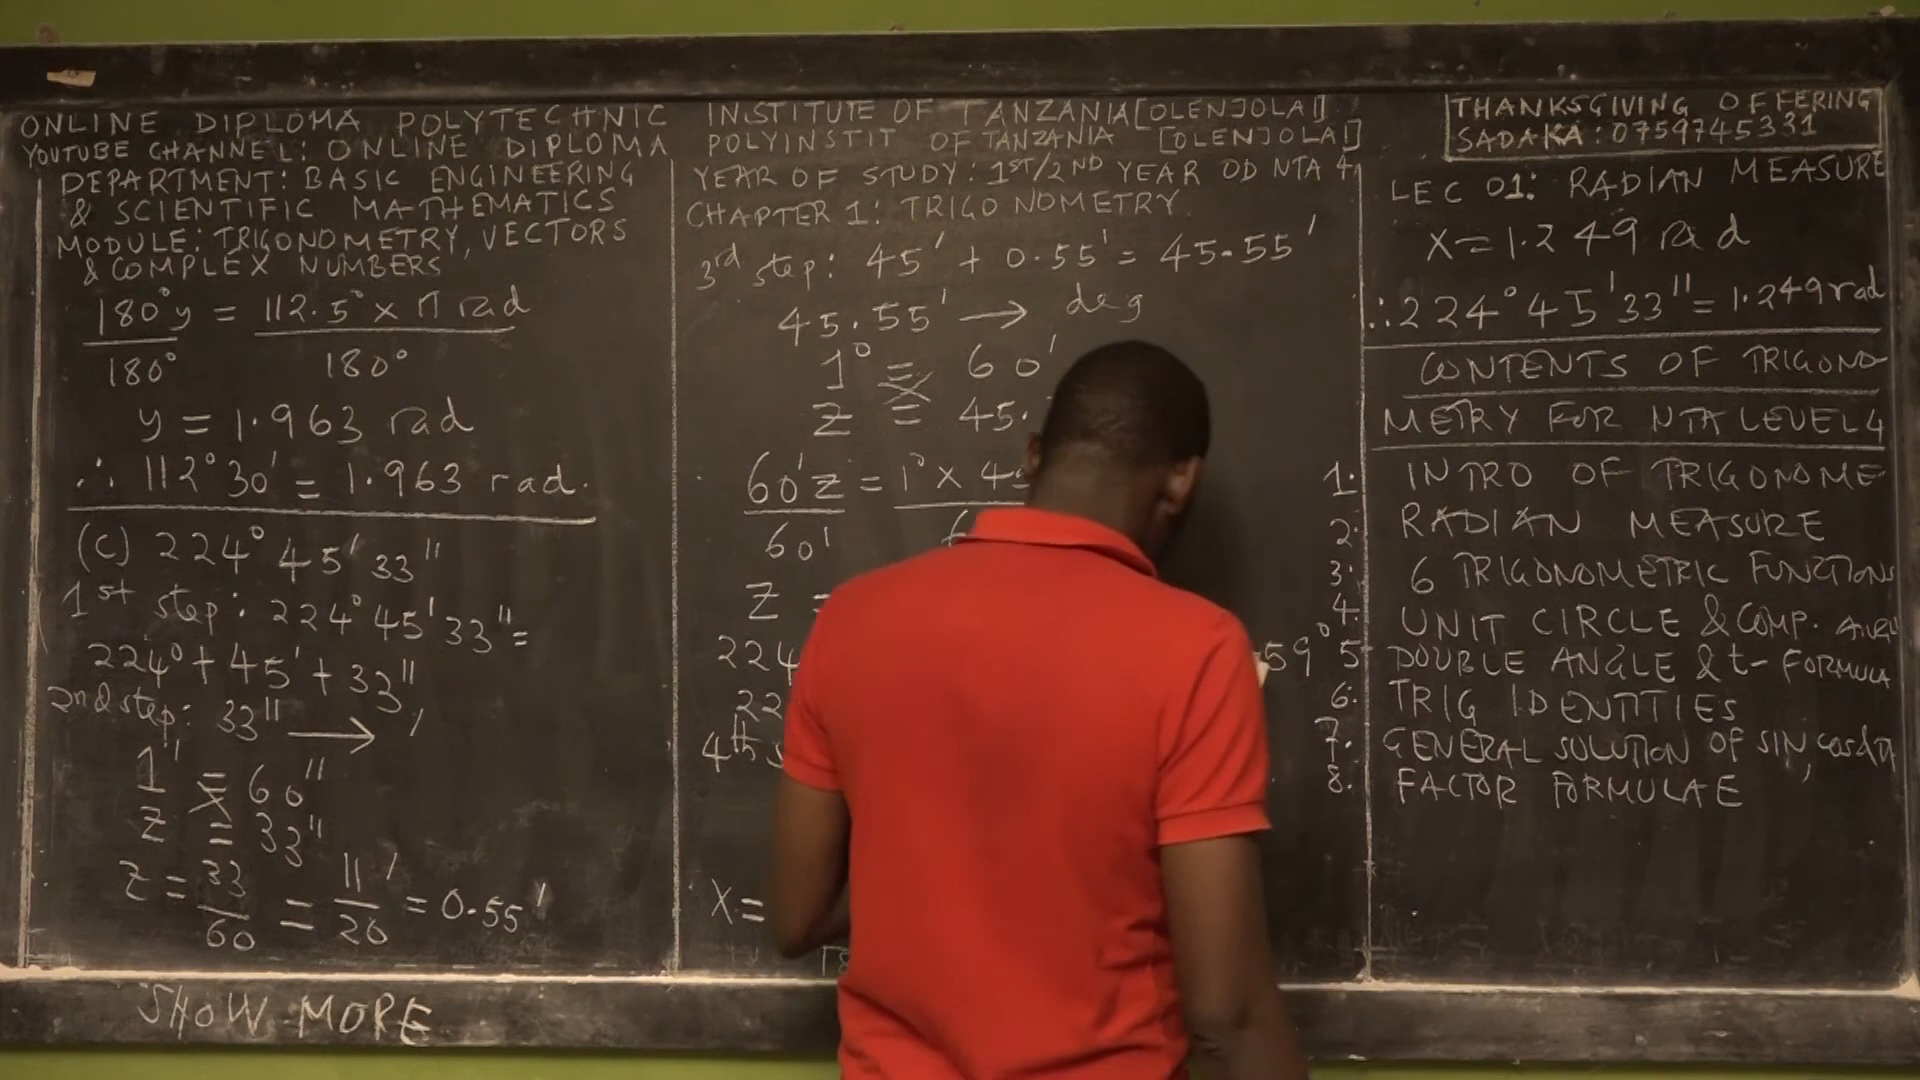 ONLINE DIPLOMA POLYTECHNIC INSTITUTE OF TANZANIA[OLENJOLAI]
YOUTUBE CHANNEL: ONLINE DIPLOMA POLYINSTIT OF TANZANIA [OLENJOLAI]
DEPARTMENT: BASIC ENGINEERING
& SCIENTIFIC MATHEMATICS
MODULE: TRIGONOMETRY, VECTORS
& COMPLEX NUMBERS
180°y = 112.5° x π rad
180° 180°
y = 1.963 rad
∴ 112°30' = 1.963 rad.
(C) 224° 45' 33"
1st step: 224° 45' 33" =
224° + 45' + 33"
2nd step: 33" → '
1' = 60"
z = 33"
z = 33/60 = 11'/20 = 0.55'
SHOW MORE
YEAR OF STUDY: 1ST/2ND YEAR OD NTA 4
CHAPTER 1: TRIGONOMETRY
3rd step: 45' + 0.55' = 45.55'
45.55' → deg
1° = 60'
z = 45.
60'z = 1° x 4
60'
z =
224 59°
22
4th s
X =
THANKSGIVING OFFERING
SADAKA: 0759745331
LEC 01: RADIAN MEASURE
X = 1.249 rad
∴ 224° 45' 33" = 1.249 rad
CONTENTS OF TRIGONO
METRY FOR NTA LEVEL 4
1. INTRO OF TRIGONOME
2. RADIAN MEASURE
3. 6 TRIGONOMETRIC FUNCTIONS
4. UNIT CIRCLE & COMP.
5 DOUBLE ANGLE & t- FORMULA
6. TRIG IDENTITIES
7. GENERAL SOLUTION OF SIN, cos
8. FACTOR FORMULAE